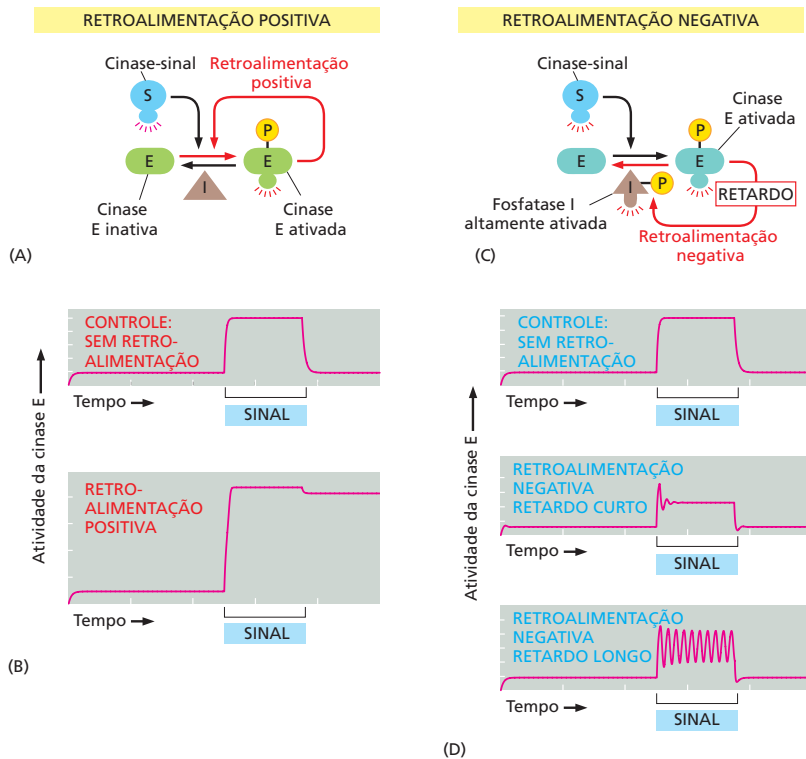 RETROALIMENTAÇÃO POSITIVA
Cinase-sinal
Retroalimentação
positiva
S
P
E
E
I
Cinase
E inativa
Cinase
E ativada
(A)
CONTROLE:
SEM RETRO-
ALIMENTAÇÃO
Tempo
SINAL
Atividade da cinase E
RETRO-
ALIMENTAÇÃO
POSITIVA
Tempo
SINAL
(B)
RETROALIMENTAÇÃO NEGATIVA
Cinase-sinal
Cinase
E ativada
S
P
E
E
I
P
RETARDO
Fosfatase I
altamente ativada
Retroalimentação
negativa
(C)
CONTROLE:
SEM RETRO-
ALIMENTAÇÃO
Tempo
SINAL
Atividade da cinase E
RETROALIMENTAÇÃO
NEGATIVA
RETARDO CURTO
Tempo
SINAL
RETROALIMENTAÇÃO
NEGATIVA
RETARDO LONGO
Tempo
SINAL
(D)